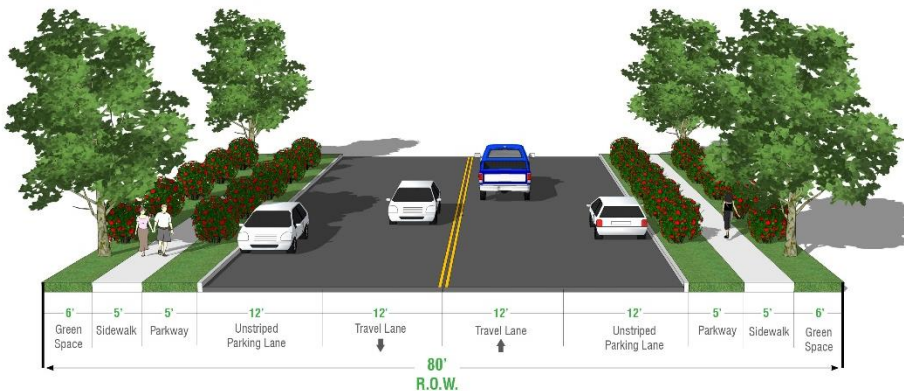 6' 5' 5' 12' 12' 12' 12' 5' 5' 6'
Green Space
Sidewalk
Parkway
Unstriped Parking Lane
Travel Lane
Travel Lane
Unstriped Parking Lane
Parkway
Sidewalk
Green Space
80'
R.O.W.